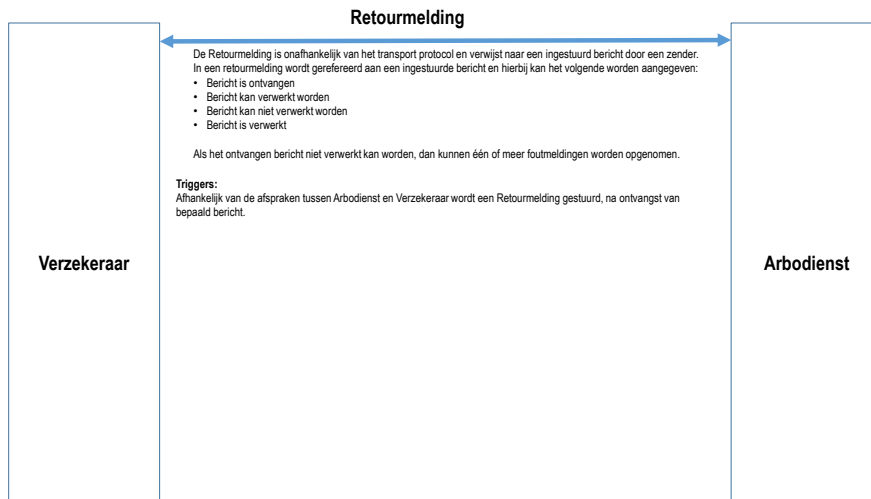 Retourmelding
De Retourmelding is onafhankelijk van het transport protocol en verwijst naar een ingestuurd bericht door een zender.
In een retourmelding wordt gerefereerd aan een ingestuurde bericht en hierbij kan het volgende worden aangegeven:
• Bericht is ontvangen
• Bericht kan verwerkt worden
• Bericht kan niet verwerkt worden
• Bericht is verwerkt
Als het ontvangen bericht niet verwerkt kan worden, dan kunnen één of meer foutmeldingen worden opgenomen.
Triggers:
Afhankelijk van de afspraken tussen Arbodienst en Verzekeraar wordt een Retourmelding gestuurd, na ontvangst van
bepaald bericht.
Verzekeraar
Arbodienst